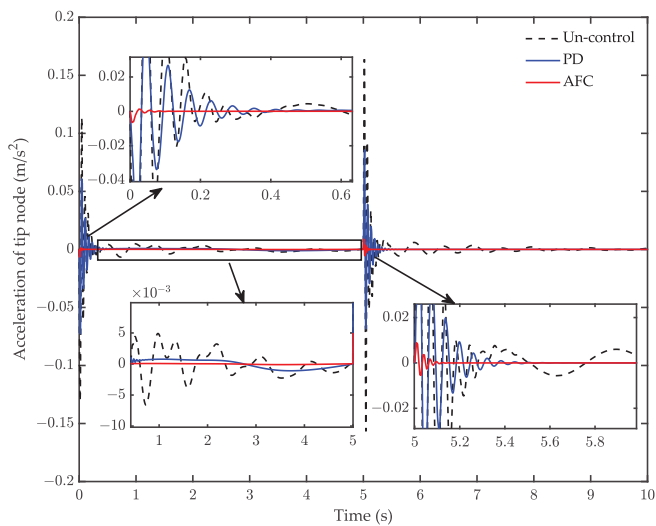 Un-control
PD
AFC
0.2
0.15
0.1
0.05
0
−0.05
−0.1
−0.15
−0.2
Acceleration of tip node (m/s²)
0.02
0
−0.02
−0.04
0 0.2 0.4 0.6
×10⁻³
5
0
−5
−10
1 2 3 4 5
0.02
0
−0.02
5 5.2 5.4 5.6 5.8
0 1 2 3 4 5 6 7 8 9 10
Time (s)